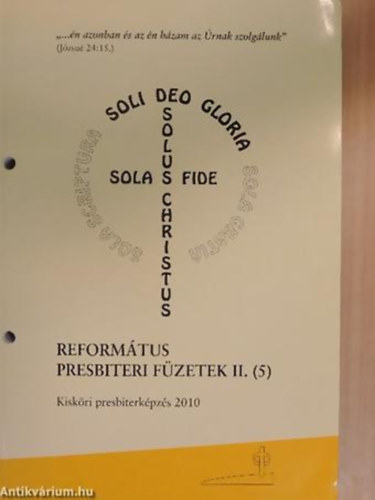 „...én azonban és az én házam az Úrnak szolgálunk"
(Józsué 24:15.)
SOLI DEO GLORIA
SOLUS CHRISTUS
SOLA FIDE
SOLA SCRIPTURA
SOLA GRATIA
REFORMÁTUS
PRESBITERI FÜZETEK II. (5)
Kisköri presbiterképzés 2010
Antikvárium.hu